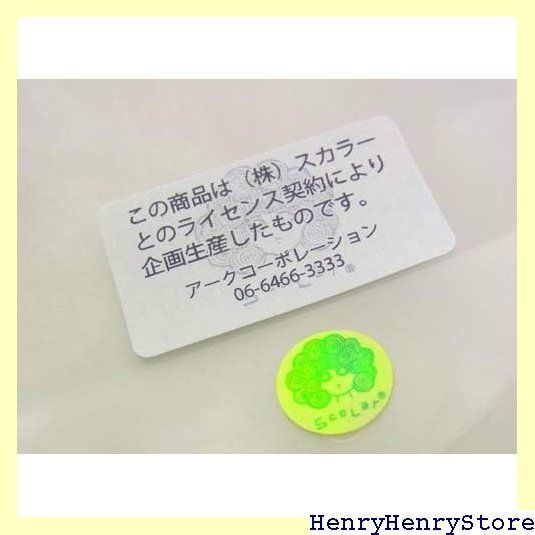 この商品は（株）スカラー
とのライセンス契約により
企画生産したものです。
アークコーポレーション
06-6466-3333
ScoLar®
HenryHenryStore